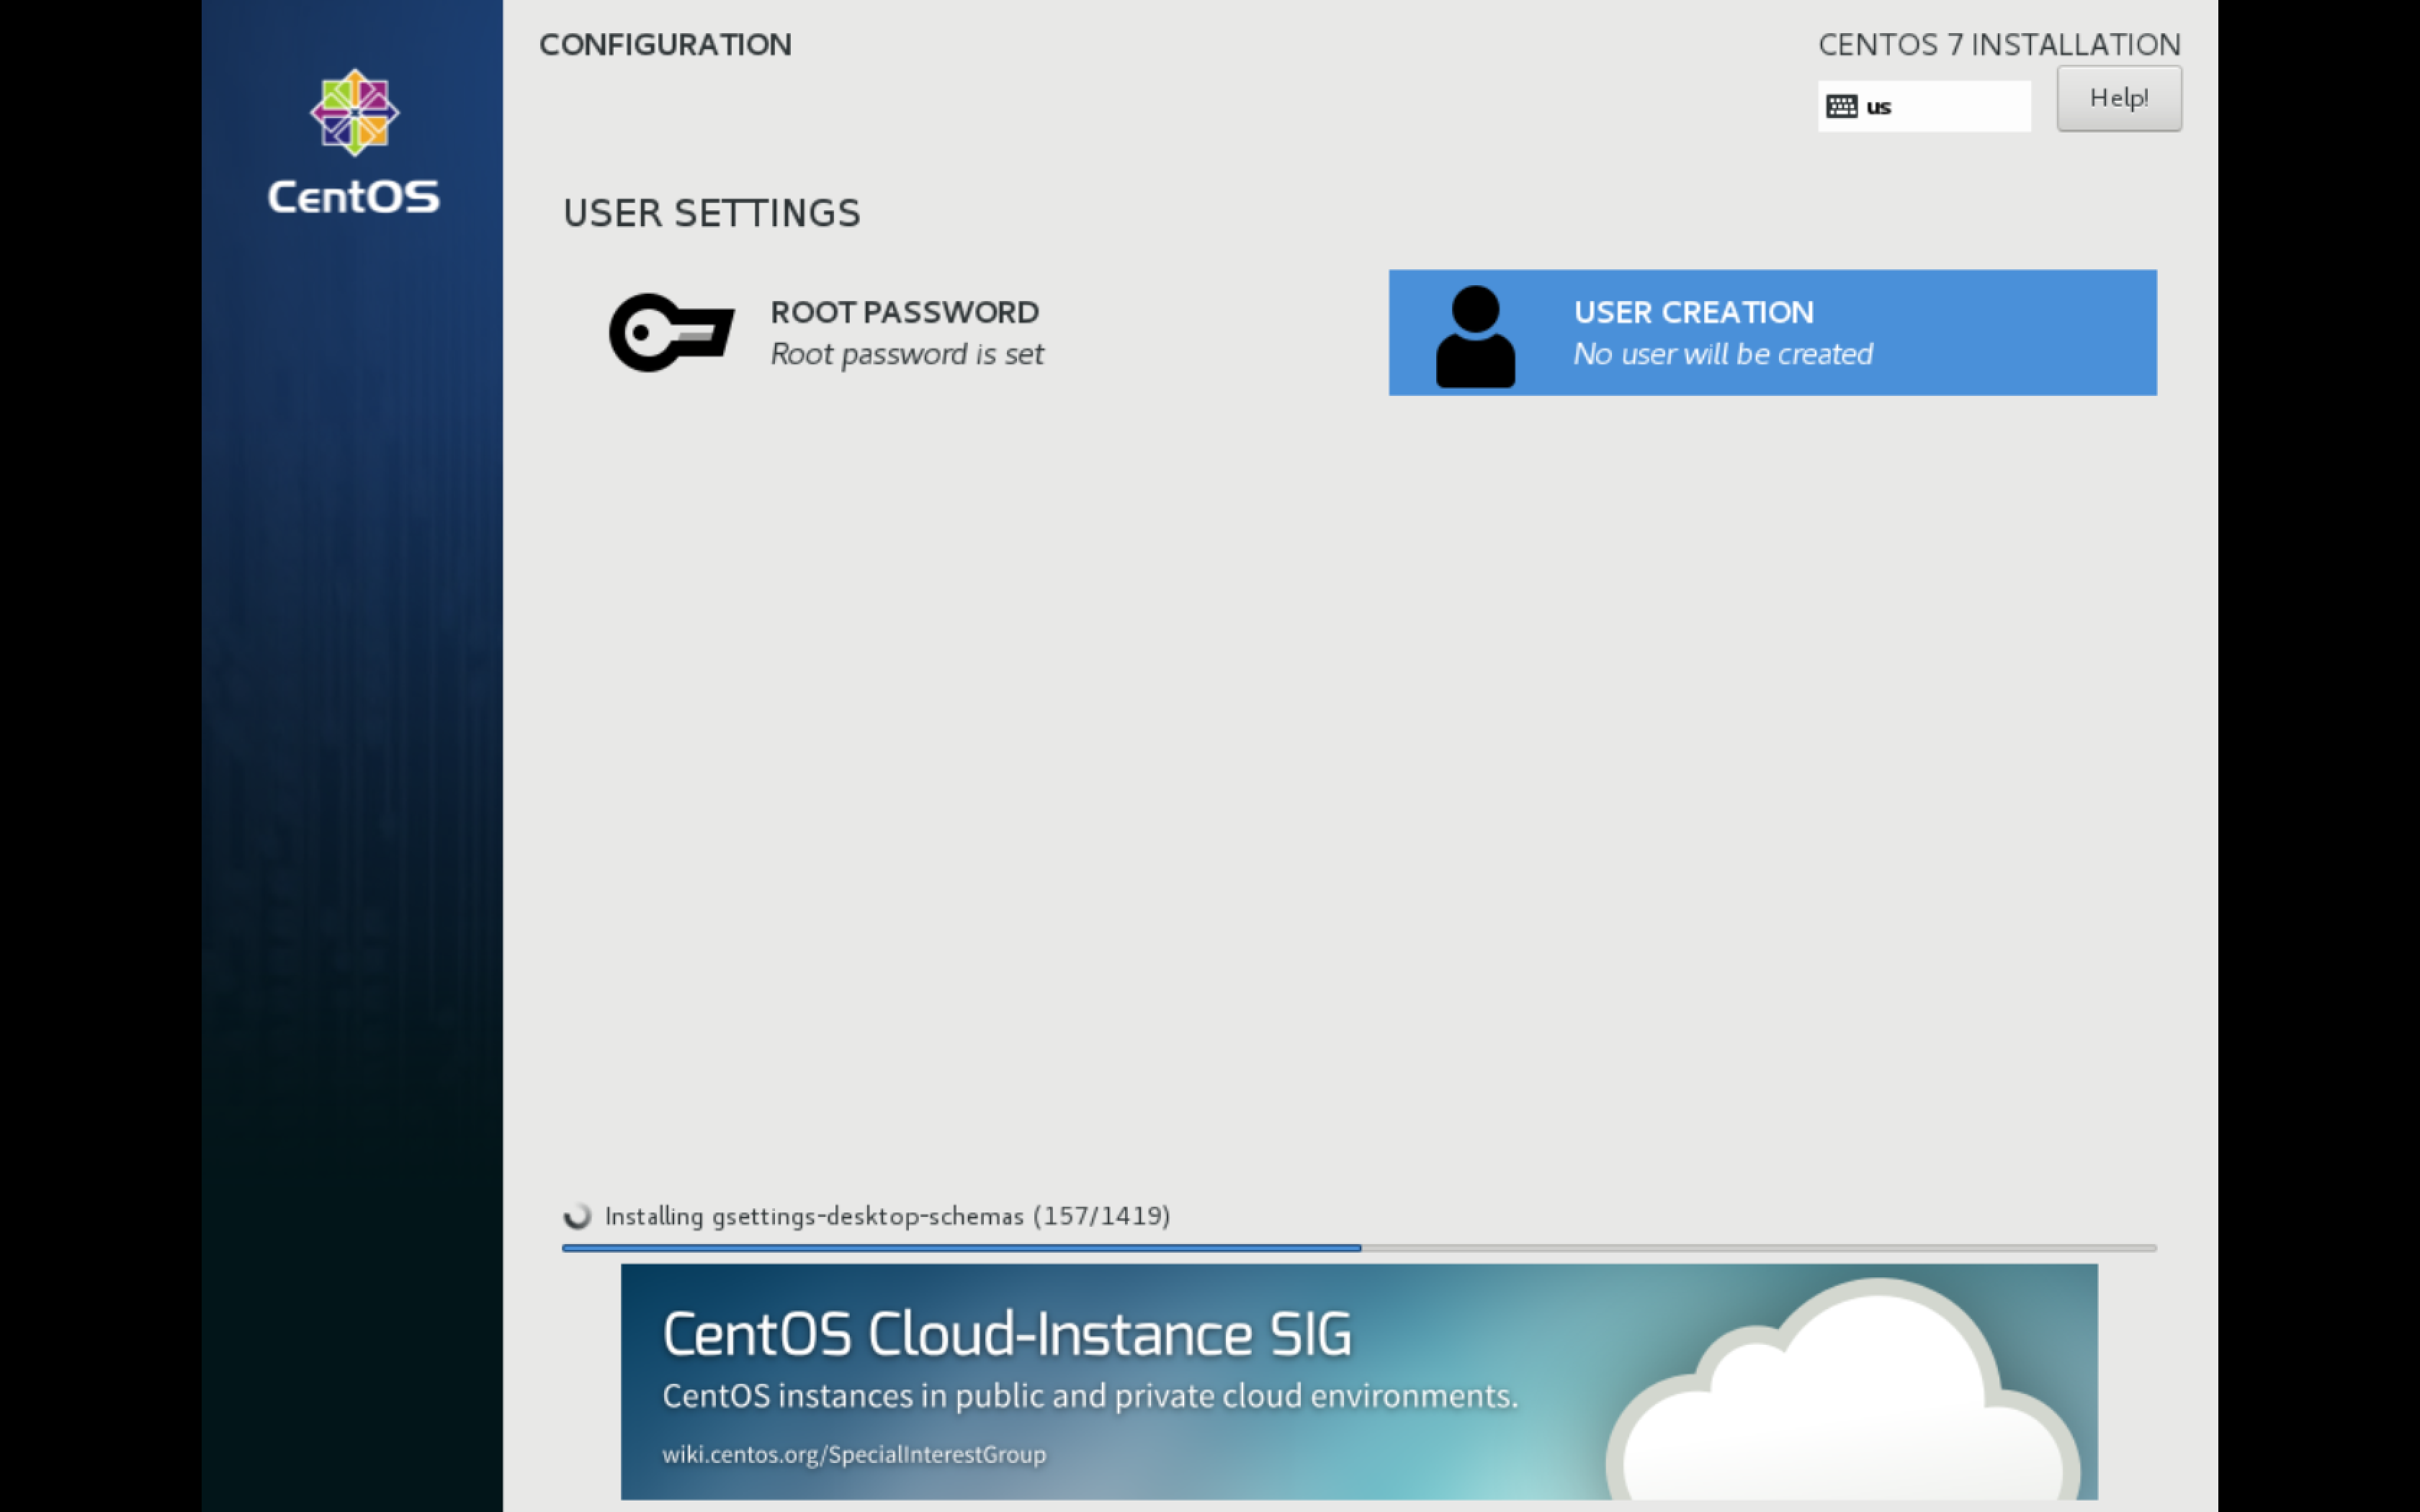 CONFIGURATION
CENTOS 7 INSTALLATION
us
Help!
CentOS
USER SETTINGS
ROOT PASSWORD
Root password is set
USER CREATION
No user will be created
Installing gsettings-desktop-schemas (157/1419)
CentOS Cloud-Instance SIG
CentOS instances in public and private cloud environments.
wiki.centos.org/SpecialInterestGroup